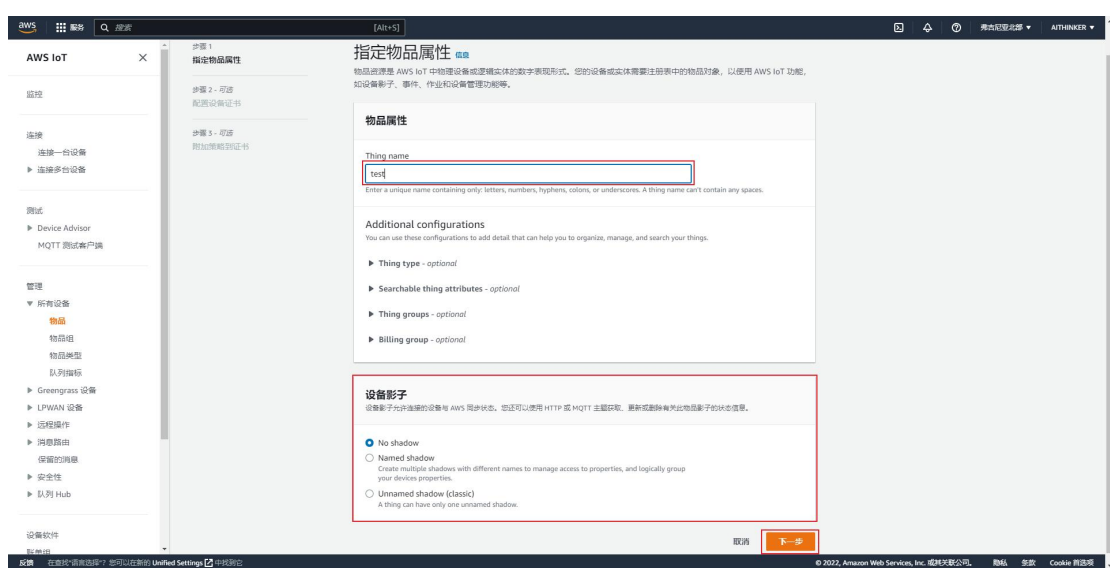 aws
服务
搜索
[Alt+S]
弗吉尼亚北部 ▼
AITHINKER ▼
AWS IoT
监控
连接
连接一台设备
连接多台设备
测试
Device Advisor
MQTT 测试客户端
管理
所有设备
物品
物品组
物品类型
队列指标
Greengrass 设备
LPWAN 设备
远程操作
消息路由
保留的消息
安全性
队列 Hub
设备软件
步骤 1
指定物品属性
步骤 2 - 可选
配置设备证书
步骤 3 - 可选
附加策略到证书
指定物品属性 信息
物品资源是 AWS IoT 中物理设备或逻辑实体的数字表现形式。您的设备或实体需要注册表中的物品对象，以使用 AWS IoT 功能，
如设备影子、事件、作业和设备管理功能等。
物品属性
Thing name
test
Enter a unique name containing only: letters, numbers, hyphens, colons, or underscores. A thing name can't contain any spaces.
Additional configurations
You can use these configurations to add detail that can help you to organize, manage, and search your things.
Thing type - optional
Searchable thing attributes - optional
Thing groups - optional
Billing group - optional
设备影子
设备影子允许连接的设备与 AWS 同步状态。您还可以使用 HTTP 或 MQTT 主题获取、更新或删除有关此物品影子的状态信息。
No shadow
Named shadow
Create multiple shadows with different names to manage access to properties, and logically group
your devices properties.
Unnamed shadow (classic)
A thing can have only one unnamed shadow.
取消
下一步
反馈
在查找“语言选择”? 您可以在新的 Unified Settings 中找到它
© 2022, Amazon Web Services, Inc. 或其关联公司。
隐私
条款
Cookie 首选项